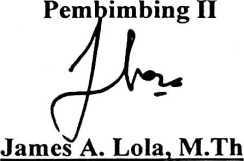 Pembimbing II
James A. Lola, M.Th